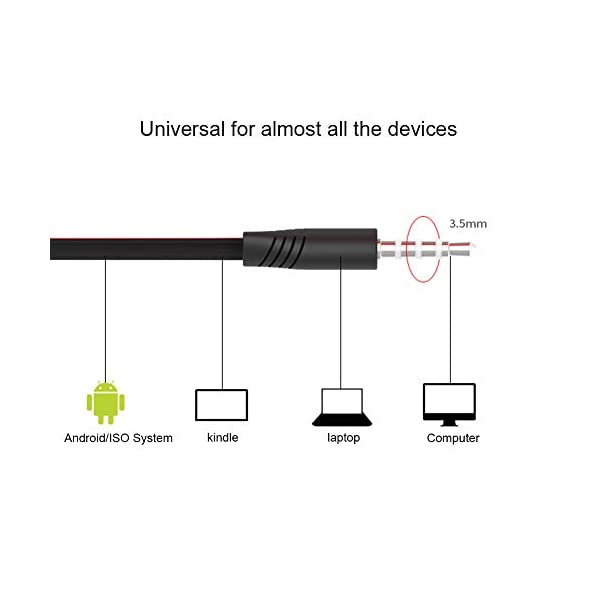 Universal for almost all the devices
3.5mm
Android/ISO System
kindle
laptop
Computer